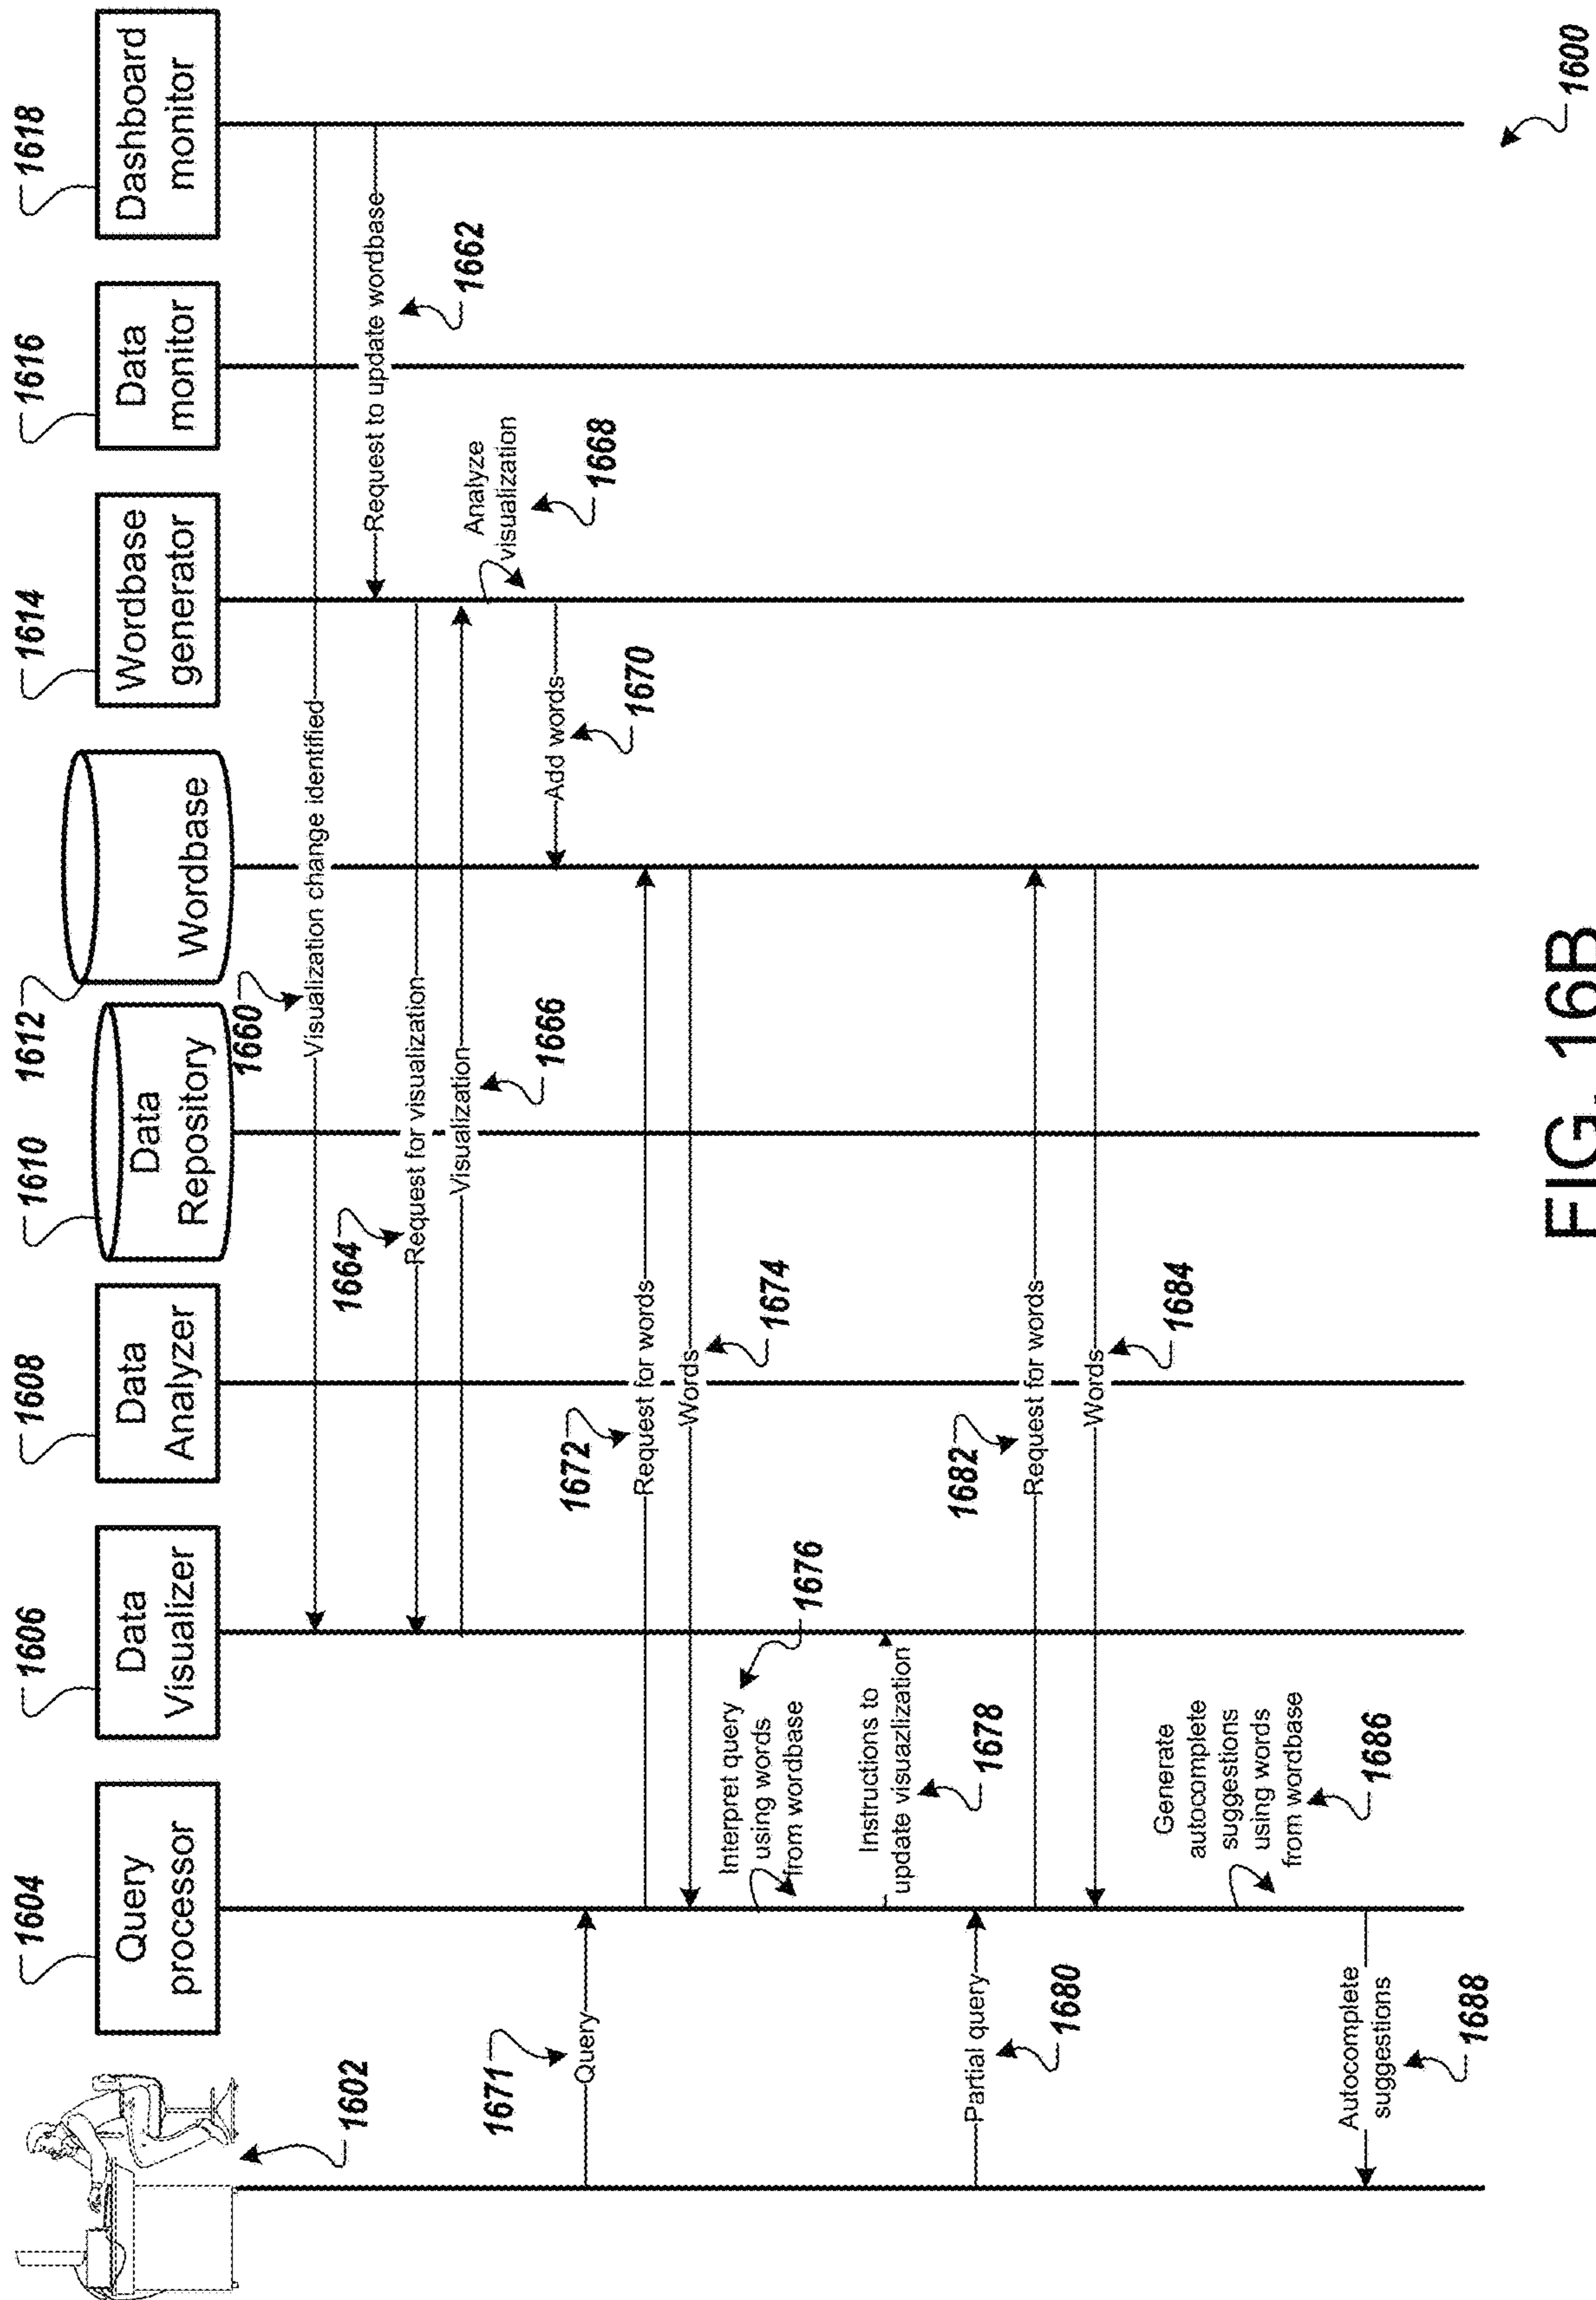 1602
1604
Query
processor
1606
Data
Visualizer
1608
Data
Analyzer
1610
Data
Repository
1612
Wordbase
1614
Wordbase
generator
1616
Data
monitor
1618
Dashboard
monitor
1660
Visualization change identified
Request to update wordbase
1662
1664
Request for visualization
Visualization
1666
Analyze
visualization
1668
Add words
1670
1671
Query
1672
Request for words
Words
1674
Interpret query
using words
from wordbase
1676
Instructions to
update visuazlization
1678
Partial query
1680
1682
Request for words
Words
1684
Generate
autocomplete
suggestions
using words
from wordbase
1686
Autocomplete
suggestions
1688
1600
FIG. 16B